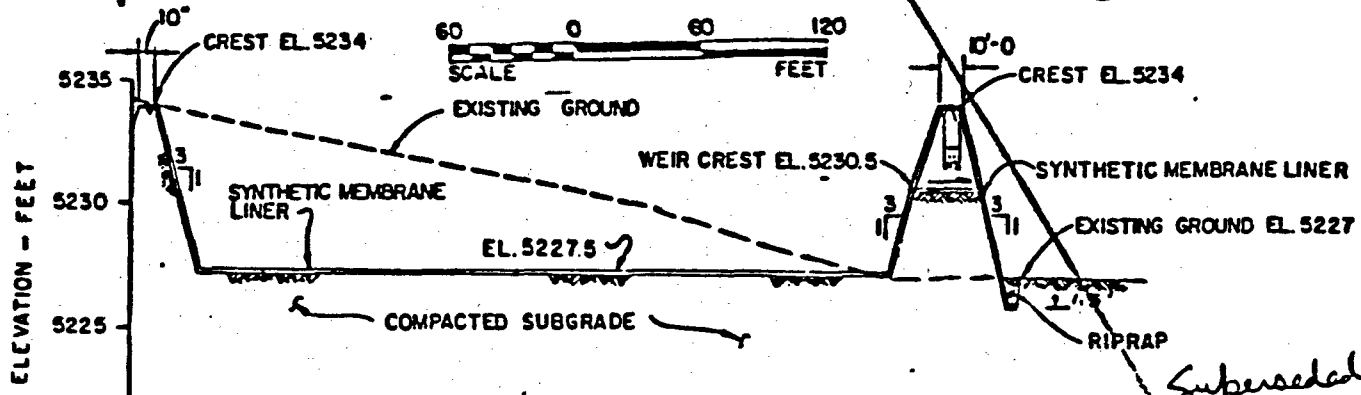 10"
CREST EL. 5234
60 0 60 120
SCALE FEET
10'-0
CREST EL. 5234
5235
EXISTING GROUND
WEIR CREST EL. 5230.5
SYNTHETIC MEMBRANE LINER
3
1
5230
SYNTHETIC MEMBRANE
LINER
3
1
3
1
EXISTING GROUND EL. 5227
EL. 5227.5
ELEVATION - FEET
5225
COMPACTED SUBGRADE
RIPRAP
Superseded